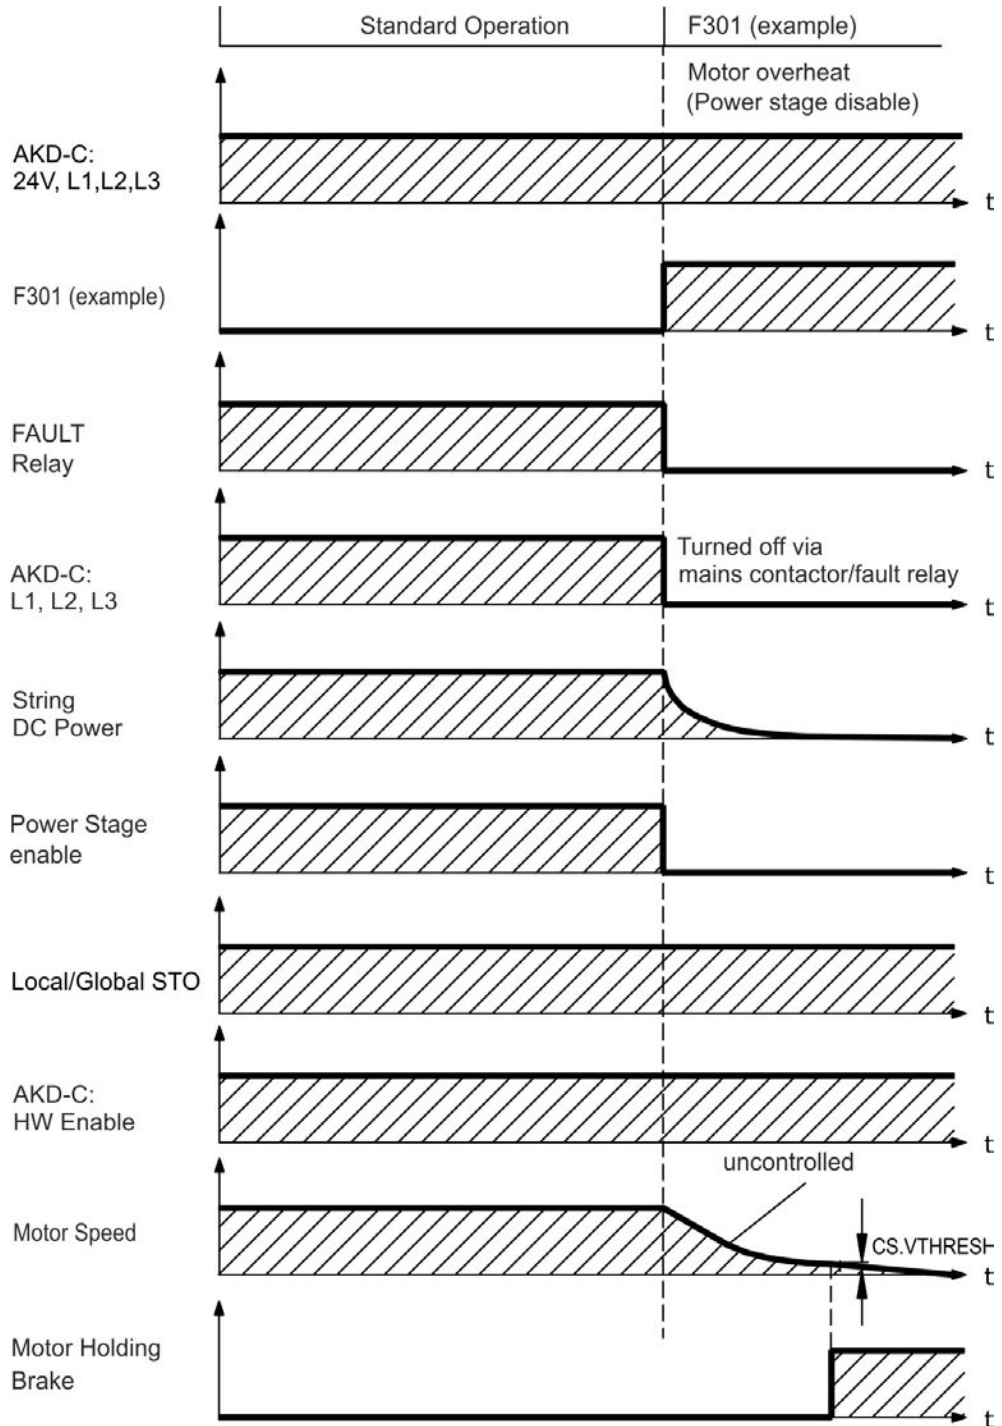 Standard Operation
F301 (example)
Motor overheat
(Power stage disable)
AKD-C:
24V, L1,L2,L3
t
F301 (example)
t
FAULT
Relay
t
AKD-C:
L1, L2, L3
Turned off via
mains contactor/fault relay
t
String
DC Power
t
Power Stage
enable
t
Local/Global STO
t
AKD-C:
HW Enable
t
uncontrolled
Motor Speed
CS.VTHRESH
t
Motor Holding
Brake
t